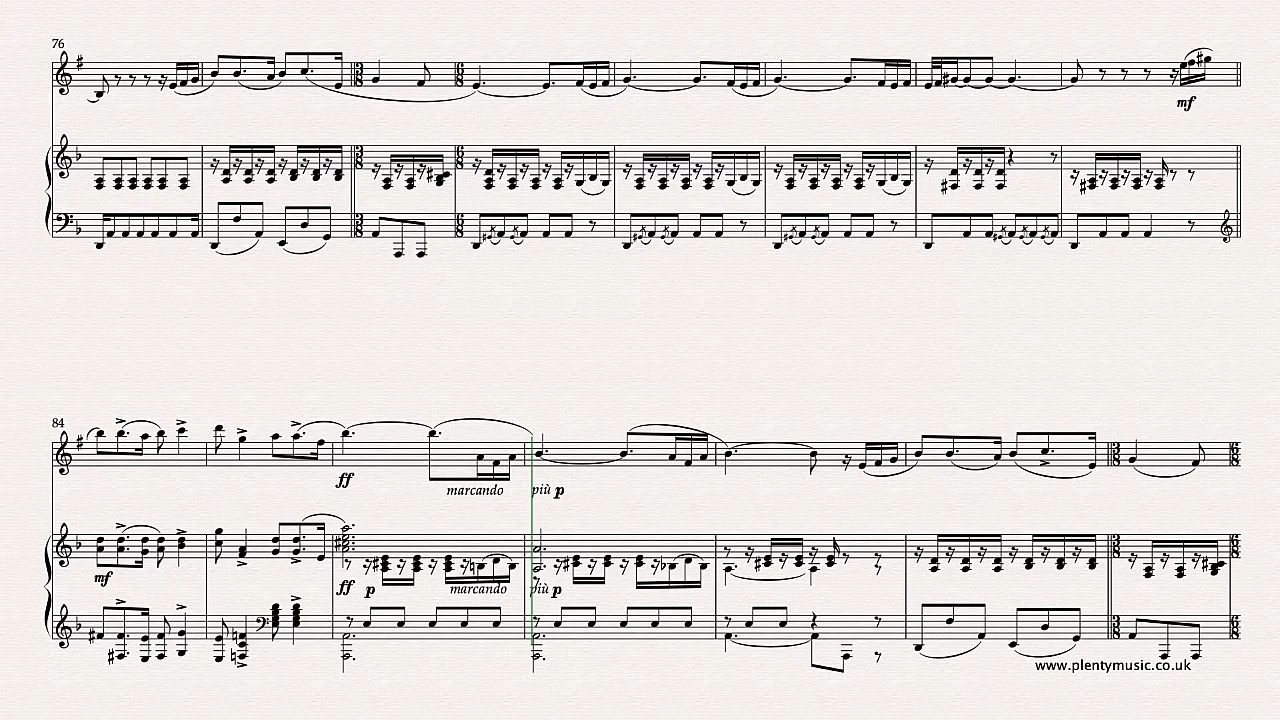 76
mf
84
ff
marcando
più p
mf
ff p
marcando
più p
www.plentymusic.co.uk